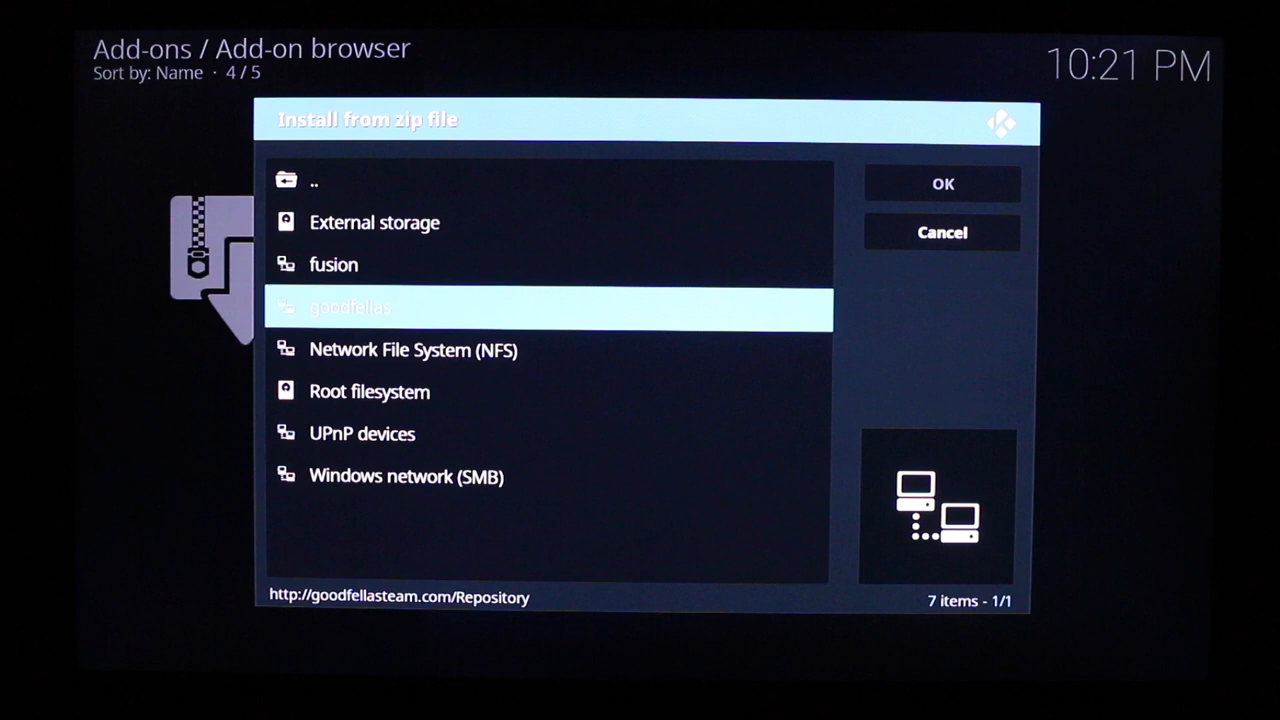 Add-ons / Add-on browser
Sort by: Name · 4 / 5
10:21 PM
Install from zip file
..
External storage
fusion
goodfellas
Network File System (NFS)
Root filesystem
UPnP devices
Windows network (SMB)
OK
Cancel
http://goodfellasteam.com/Repository
7 items - 1/1